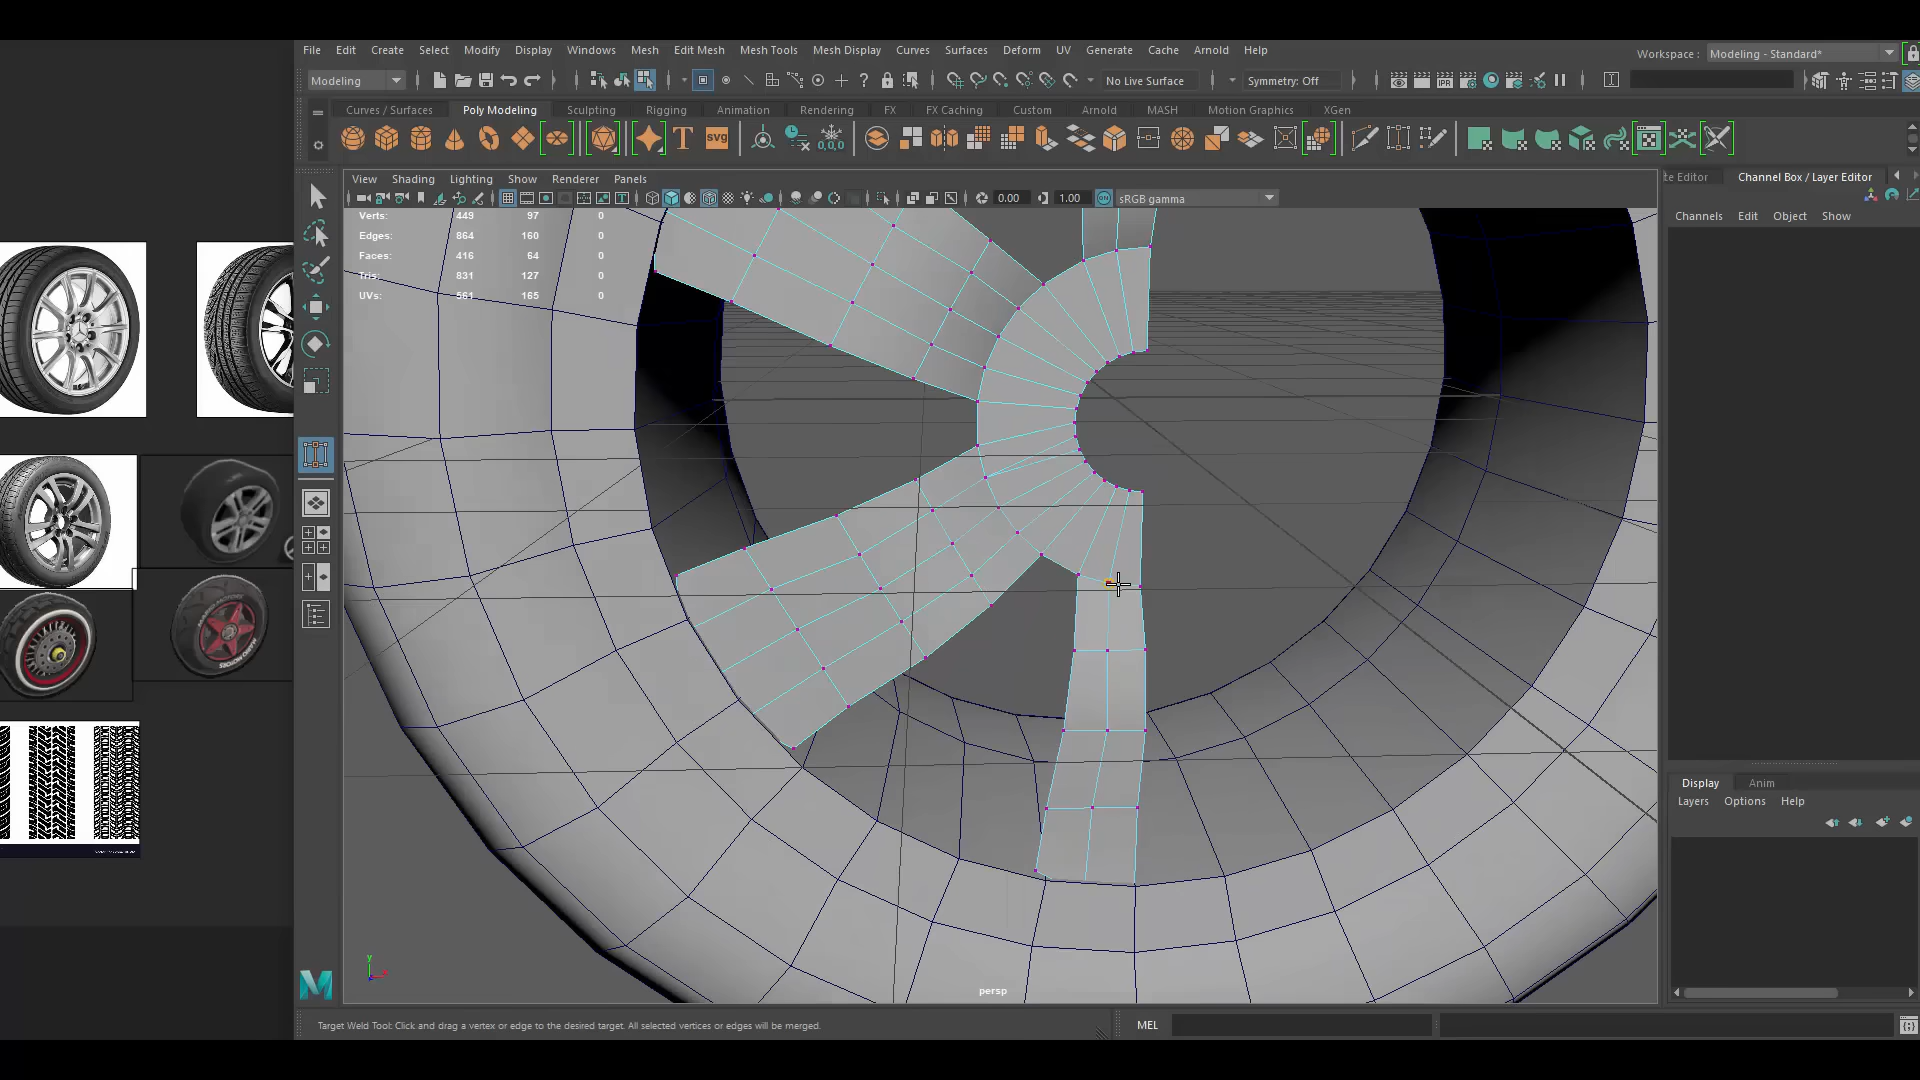 File Edit Create Select Modify Display Windows Mesh Edit Mesh Mesh Tools Mesh Display Curves Surfaces Deform UV Generate Cache Arnold Help
Workspace : Modeling - Standard*
Modeling No Live Surface Symmetry: Off
Curves / Surfaces Poly Modeling Sculpting Rigging Animation Rendering FX FX Caching Custom Arnold MASH Motion Graphics XGen
T svg 0,0,0
View Shading Lighting Show Renderer Panels
te Editor Channel Box / Layer Editor
0.00 1.00 sRGB gamma
Channels Edit Object Show
Verts: 449 97 0
Edges: 864 160 0
Faces: 416 64 0
Tris: 831 127 0
UVs: 561 165 0
Display Anim
Layers Options Help
y
persp
Target Weld Tool: Click and drag a vertex or edge to the desired target. All selected vertices or edges will be merged.
MEL